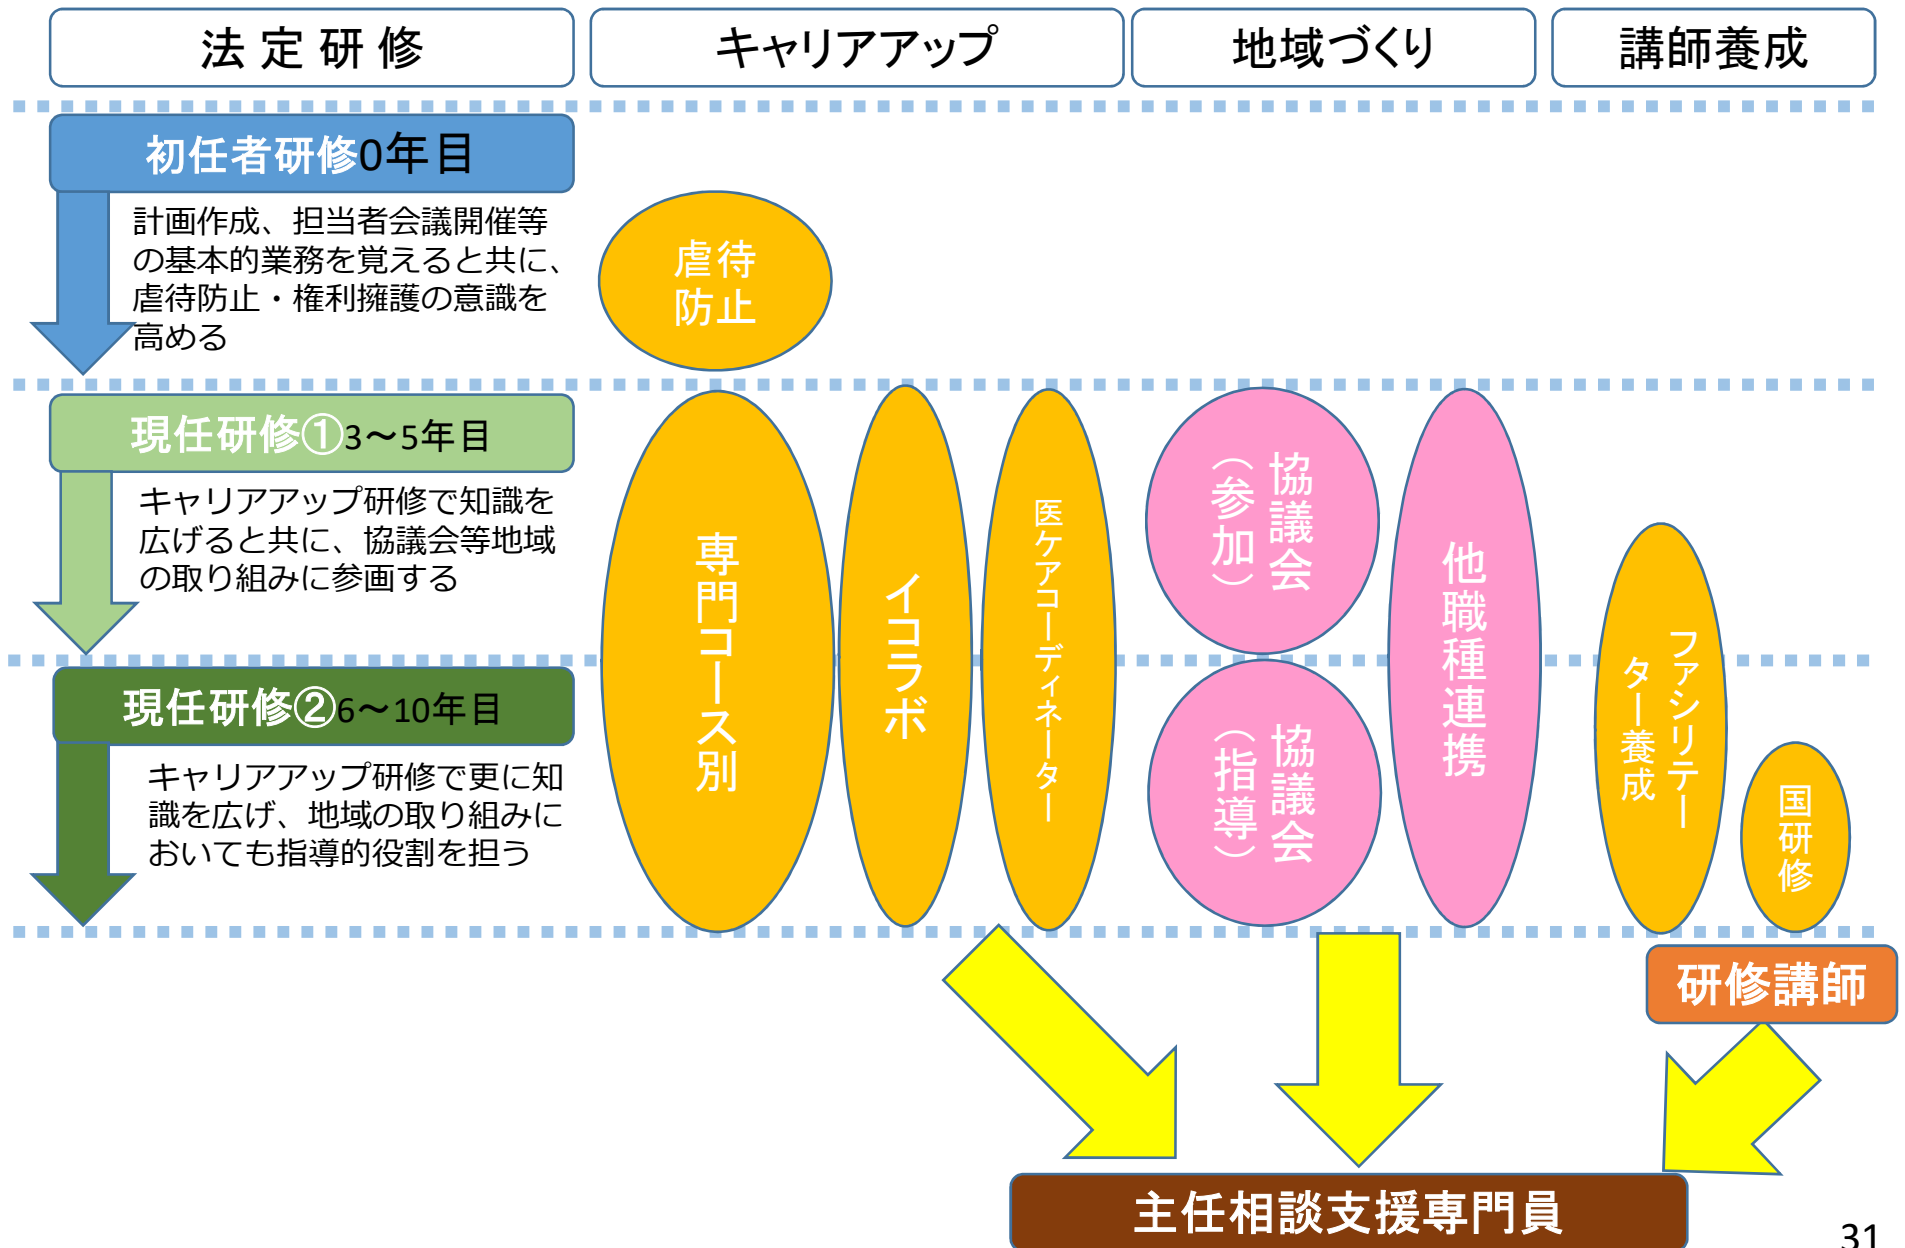 法定研修
キャリアアップ
地域づくり
講師養成
初任者研修0年目
計画作成、担当者会議開催等
の基本的業務を覚えると共に、
虐待防止・権利擁護の意識を
高める
虐待
防止
現任研修①3～5年目
キャリアアップ研修で知識を
広げると共に、協議会等地域
の取り組みに参画する
現任研修②6～10年目
キャリアアップ研修で更に知
識を広げ、地域の取り組みに
おいても指導的役割を担う
専門コース別
イコラボ
医ケアコーディネーター
協議会
（参加）
協議会
（指導）
他職種連携
ファシリテー
ター養成
国研修
研修講師
主任相談支援専門員
31